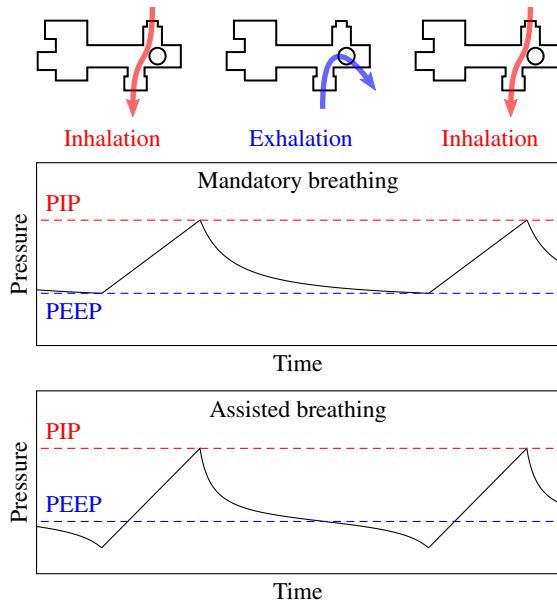 Inhalation Exhalation Inhalation
Mandatory breathing
PIP
Pressure
PEEP
Time
Assisted breathing
PIP
Pressure
PEEP
Time